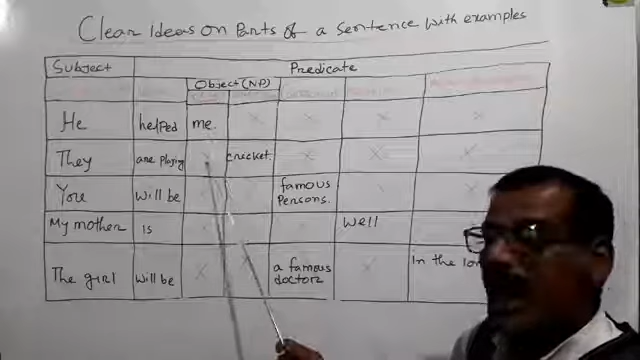 Clear Ideas on Parts of a Sentence with examples
Subject Predicate
Object (NP)
He helped me. x x x x
They are playing cricket. x x x
You will be famous Persons. x
My mother is well
The girl will be x x a famous doctor x in the